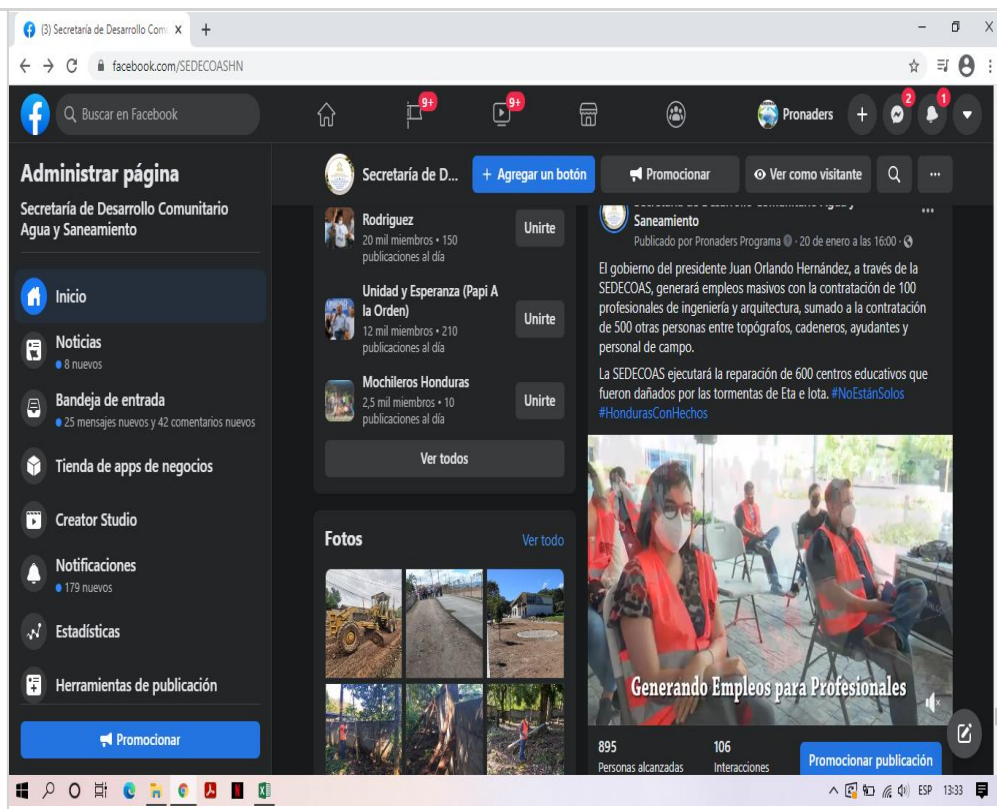 (3) Secretaría de Desarrollo Com
facebook.com/SEDECOASHN
Buscar en Facebook
9+
9+
Pronaders
2
1
Administrar página
Secretaría de Desarrollo Comunitario
Agua y Saneamiento
Inicio
Noticias
8 nuevos
Bandeja de entrada
25 mensajes nuevos y 42 comentarios nuevos
Tienda de apps de negocios
Creator Studio
Notificaciones
179 nuevos
Estadísticas
Herramientas de publicación
Promocionar
Secretaría de D...
+ Agregar un botón
Promocionar
Ver como visitante
...
Rodriguez
20 mil miembros • 150
publicaciones al día
Unirte
Unidad y Esperanza (Papi A
la Orden)
12 mil miembros • 210
publicaciones al día
Unirte
Mochileros Honduras
2,5 mil miembros • 10
publicaciones al día
Unirte
Ver todos
Fotos
Ver todo
Saneamiento
Publicado por Pronaders Programa · 20 de enero a las 16:00 ·
El gobierno del presidente Juan Orlando Hernández, a través de la
SEDECOAS, generará empleos masivos con la contratación de 100
profesionales de ingeniería y arquitectura, sumado a la contratación
de 500 otras personas entre topógrafos, cadeneros, ayudantes y
personal de campo.
La SEDECOAS ejecutará la reparación de 600 centros educativos que
fueron dañados por las tormentas de Eta e Iota. #NoEstánSolos
#HondurasConHechos
Generando Empleos para Profesionales
895
Personas alcanzadas
106
Interacciones
Promocionar publicación
ESP 13:33